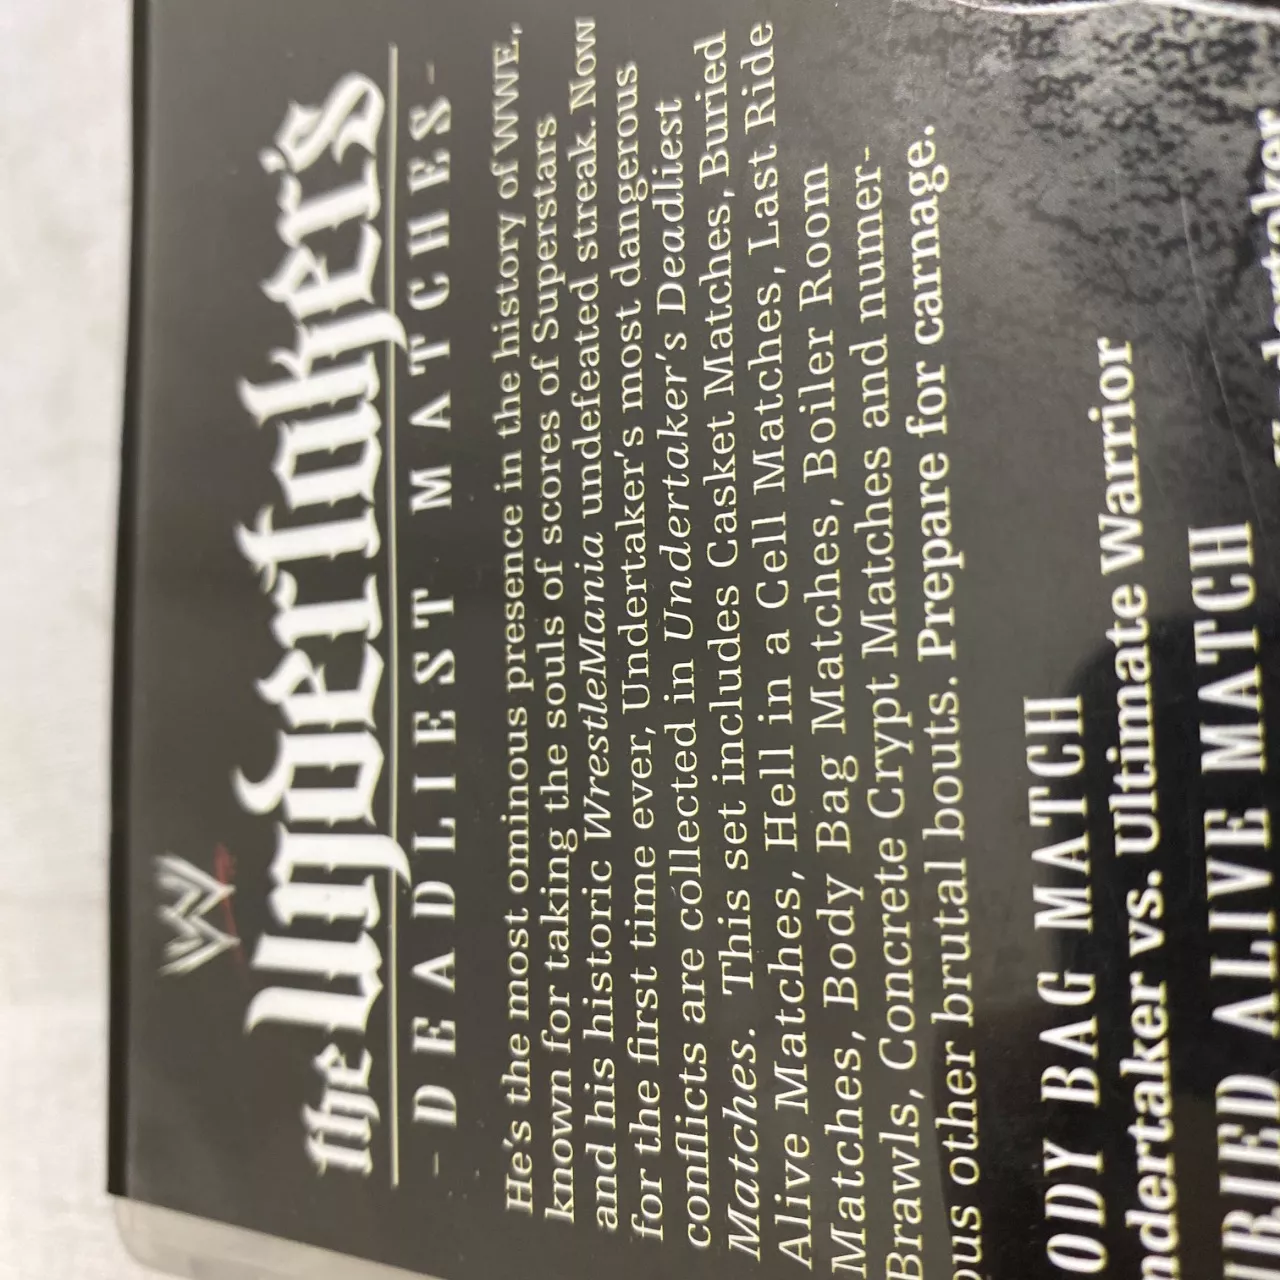 W
the Undertaker's
- DEADLIEST MATCHES -
He's the most ominous presence in the history of WWE,
known for taking the souls of scores of Superstars
and his historic WrestleMania undefeated streak. Now
for the first time ever, Undertaker's most dangerous
conflicts are collected in Undertaker's Deadliest
Matches. This set includes Casket Matches, Buried
Alive Matches, Hell in a Cell Matches, Last Ride
Matches, Body Bag Matches, Boiler Room
Brawls, Concrete Crypt Matches and numer-
ous other brutal bouts. Prepare for carnage.
ODY BAG MATCH
ndertaker vs. Ultimate Warrior
RIED ALIVE MATCH